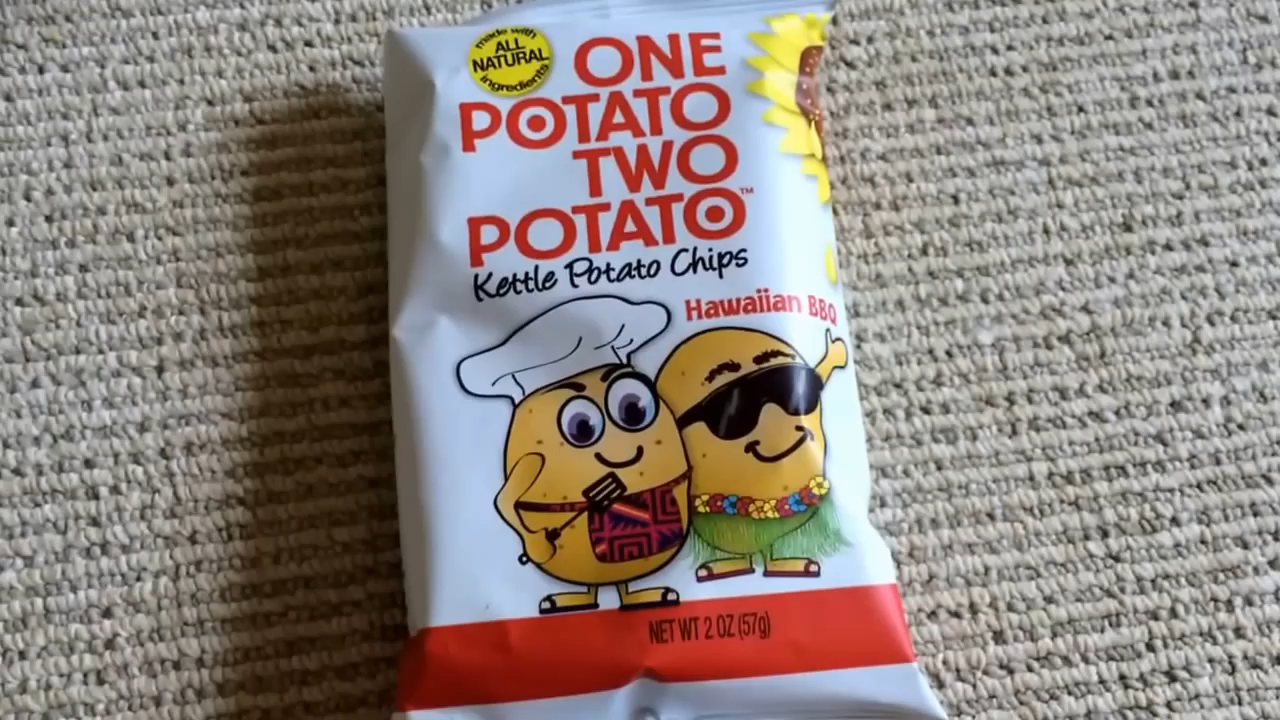 made with
ALL
NATURAL
ingredients
ONE
POTATO
TWO
POTATO™
Kettle Potato Chips
Hawaiian BBQ
NET WT 2 OZ (57g)